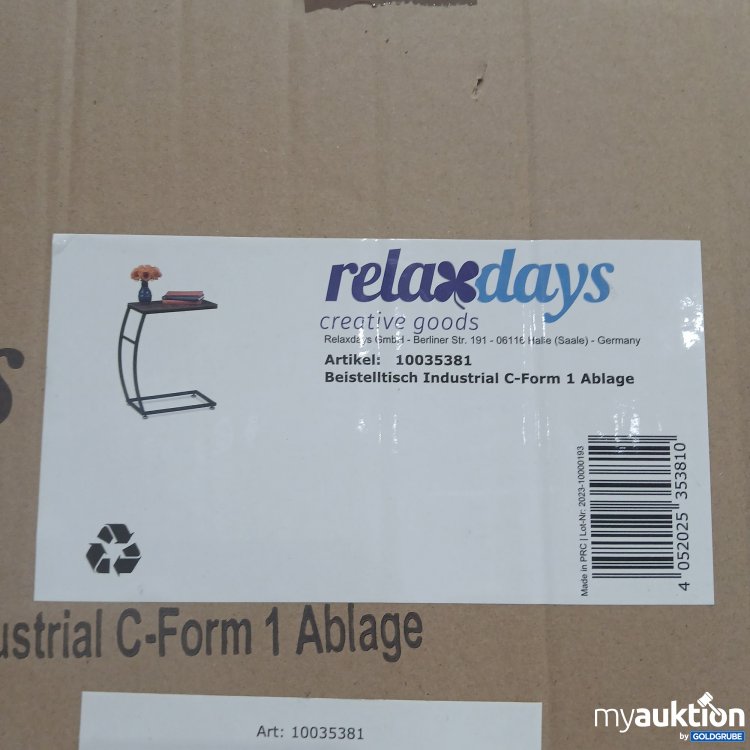 relaxdays
creative goods
Relaxdays GmbH - Berliner Str. 191 - 06116 Halle (Saale) - Germany
Artikel: 10035381
Beistelltisch Industrial C-Form 1 Ablage
Made in PRC | Lot-Nr: 2023-10000193
4 052025 353810
s
ustrial C-Form 1 Ablage
Art: 10035381
myauktion
by GOLDGRUBE